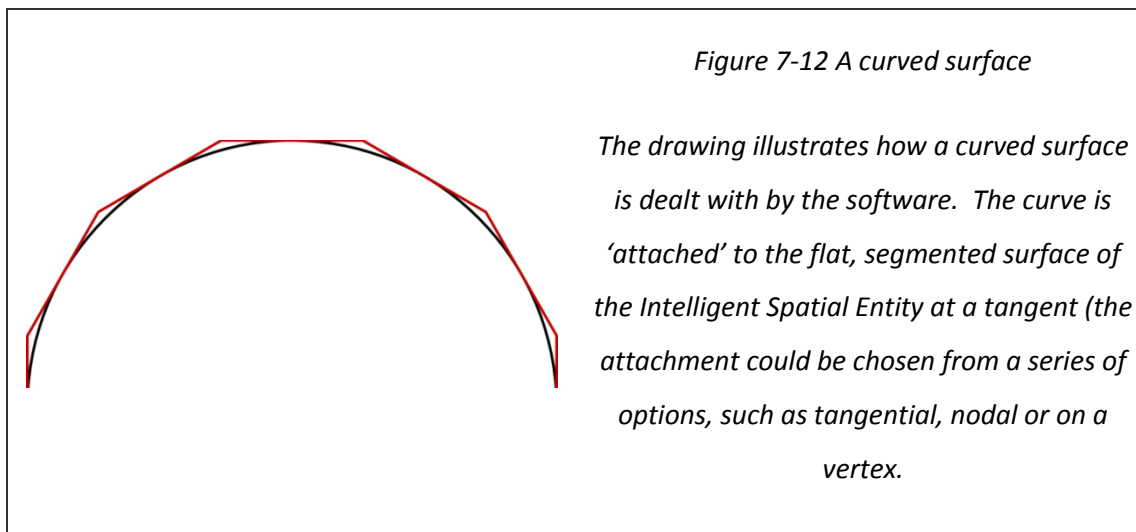 Figure 7-12 A curved surface
The drawing illustrates how a curved surface
is dealt with by the software.  The curve is
‘attached’ to the flat, segmented surface of
the Intelligent Spatial Entity at a tangent (the
attachment could be chosen from a series of
options, such as tangential, nodal or on a
vertex.